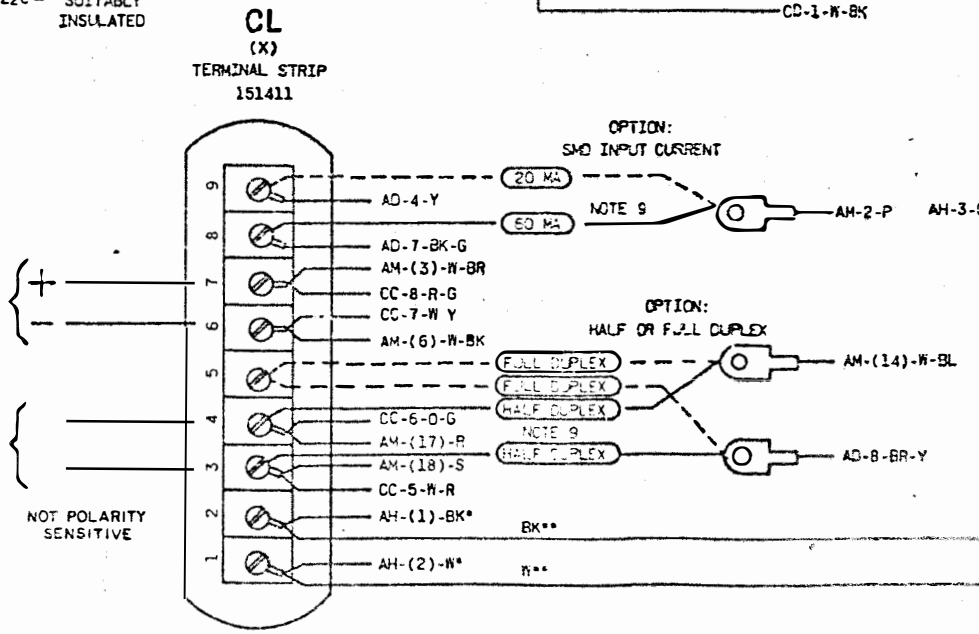 SUITABLY
INSULATED
CD-1-W-BK
CL
(X)
TERMINAL STRIP
151411
OPTION:
SMD INPUT CURRENT
9
20 MA
AD-4-Y
NOTE 9
AM-2-P
8
60 MA
AD-7-BK-G
+
7
AM-(3)-W-BR
CC-8-R-G
-
6
CC-7-W Y
AM-(6)-W-BK
OPTION:
HALF OR FULL DUPLEX
5
FULL DUPLEX
AM-(14)-W-BL
FULL DUPLEX
HALF DUPLEX
4
CC-6-O-G
NOTE 9
AM-(17)-R
HALF DUPLEX
AD-8-BR-Y
3
AM-(18)-S
CC-5-W-R
NOT POLARITY
SENSITIVE
2
AH-(1)-BK*
BK**
1
AH-(2)-W*
W**